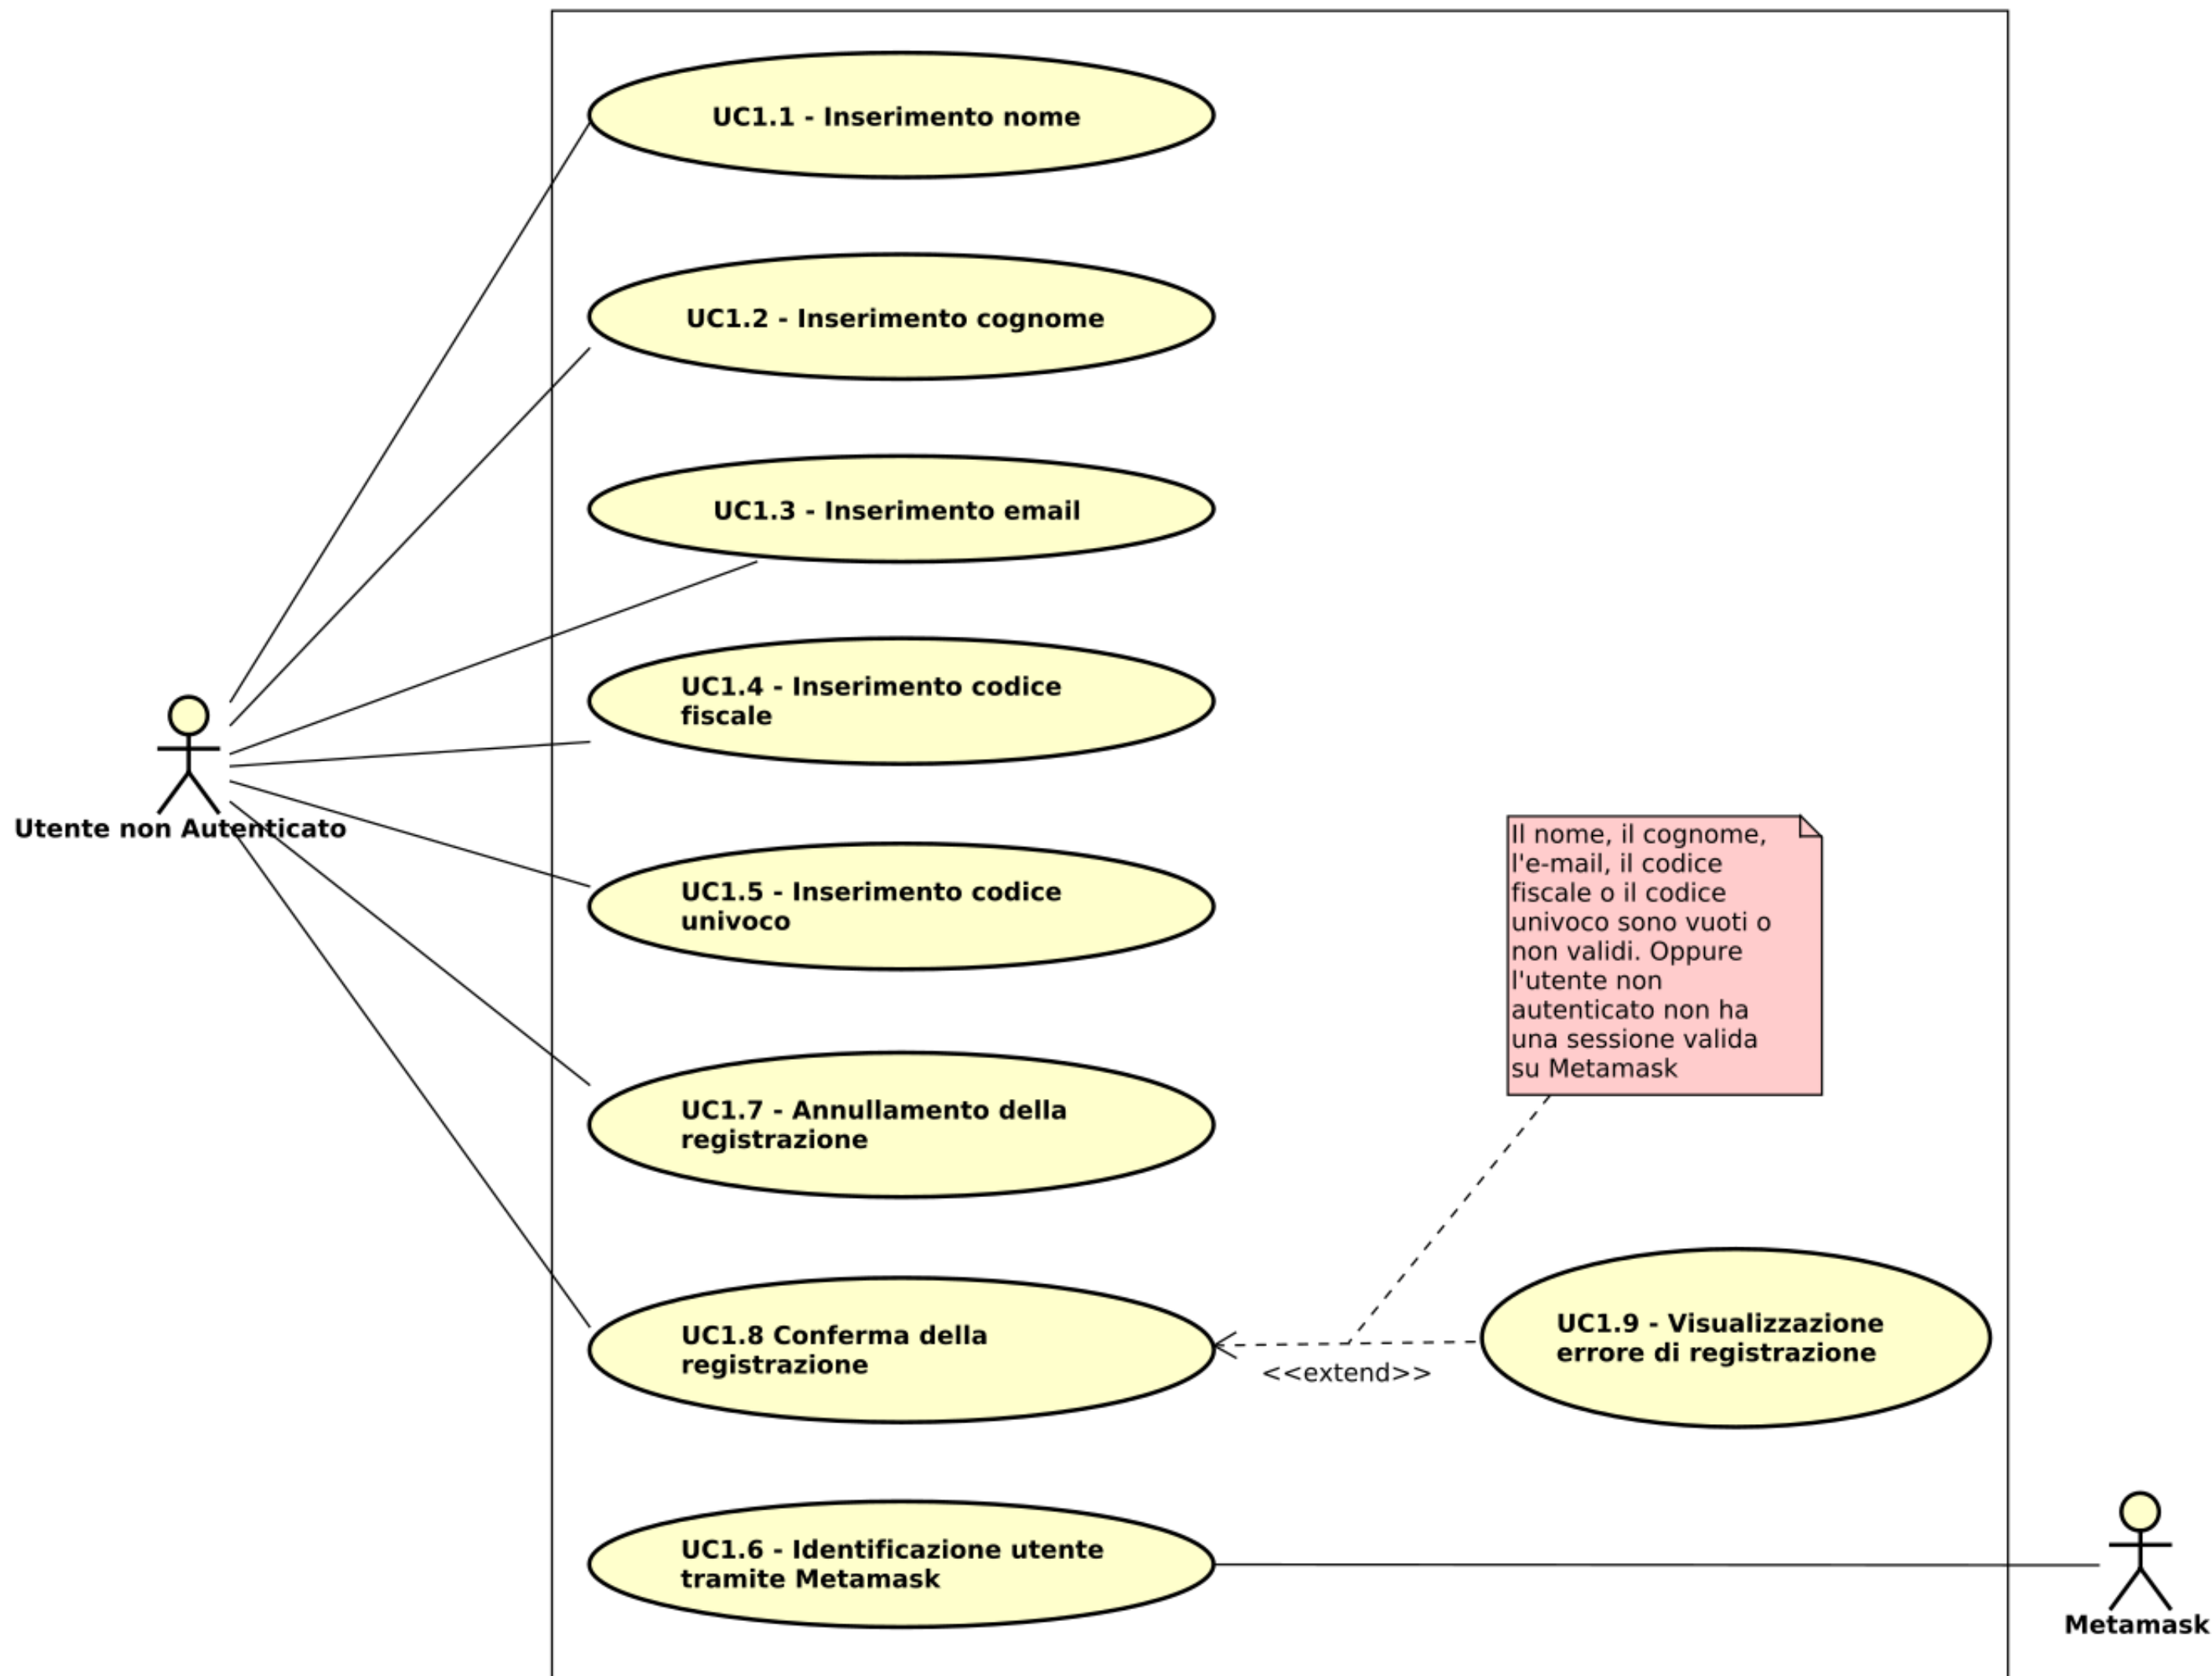 UC1.1 - Inserimento nome
UC1.2 - Inserimento cognome
UC1.3 - Inserimento email
UC1.4 - Inserimento codice
fiscale
Utente non Autenticato
UC1.5 - Inserimento codice
univoco
Il nome, il cognome,
l'e-mail, il codice
fiscale o il codice
univoco sono vuoti o
non validi. Oppure
l'utente non
autenticato non ha
una sessione valida
su Metamask
UC1.7 - Annullamento della
registrazione
UC1.8 Conferma della
registrazione
<<extend>>
UC1.9 - Visualizzazione
errore di registrazione
UC1.6 - Identificazione utente
tramite Metamask
Metamask